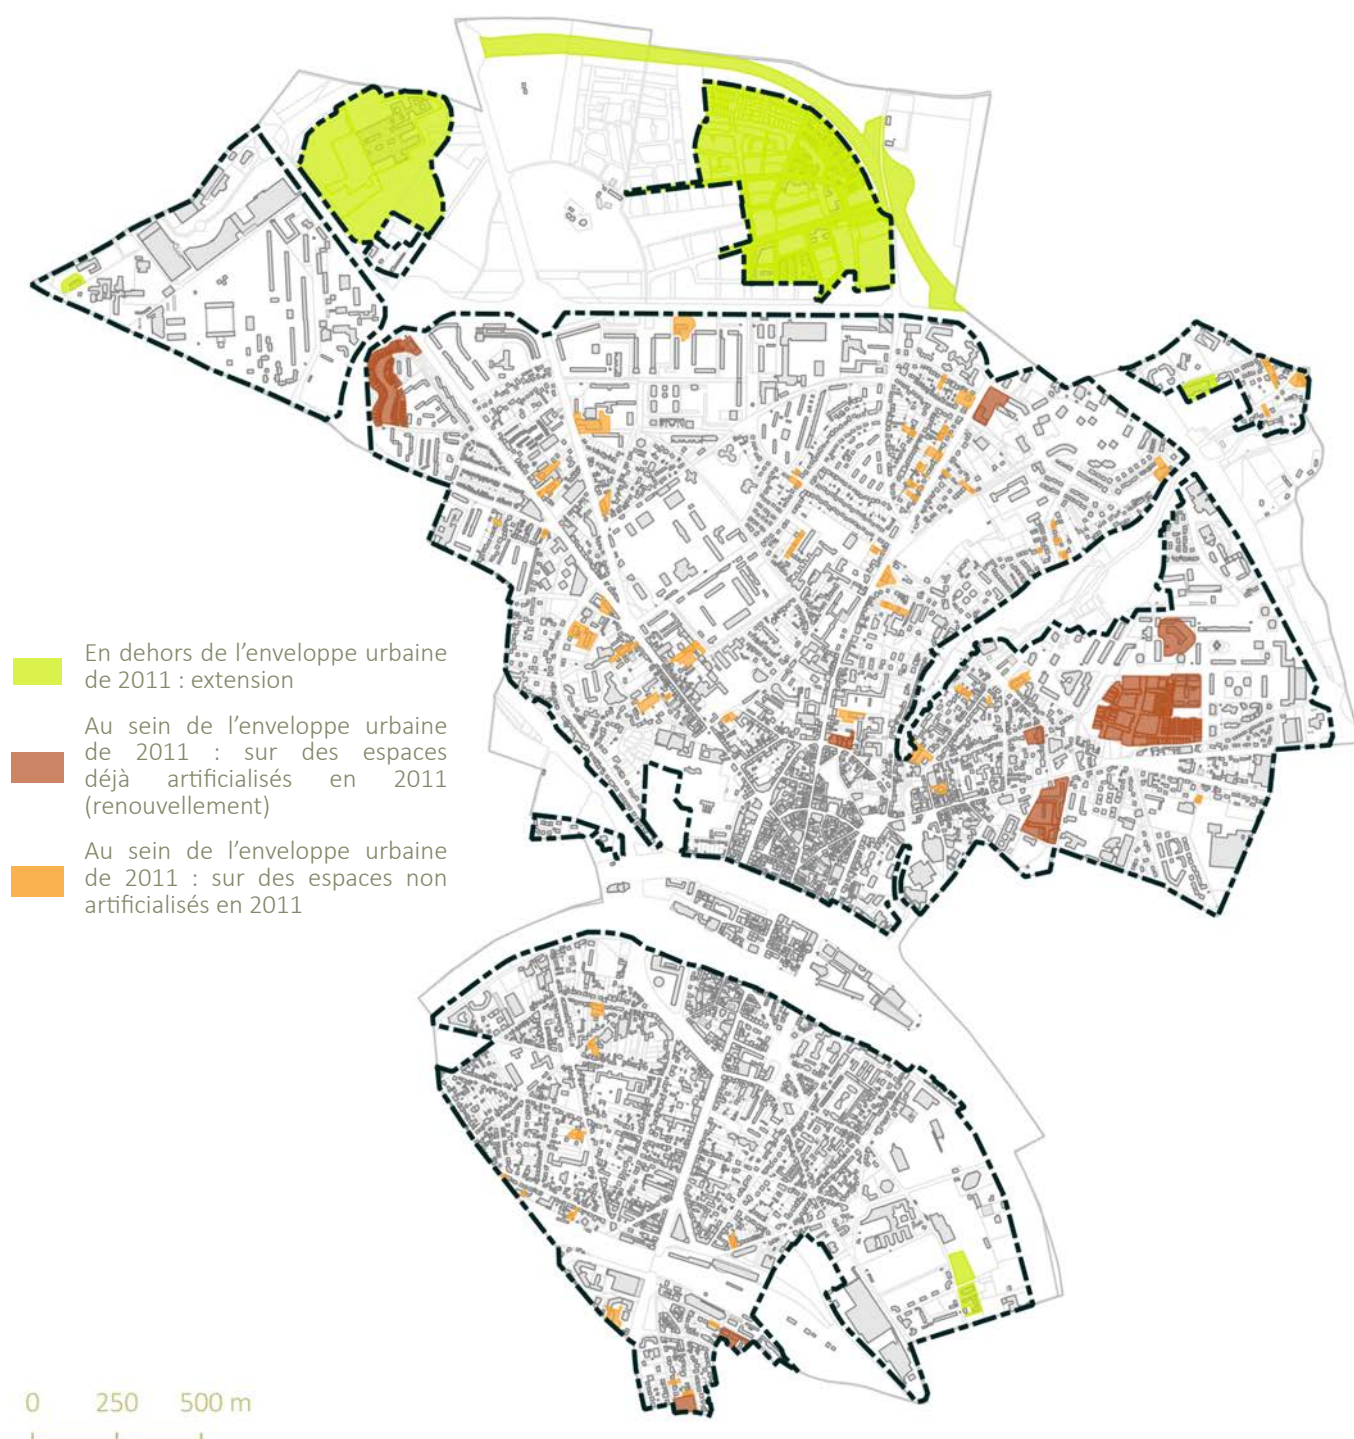 En dehors de l’enveloppe urbaine
de 2011 : extension
Au sein de l’enveloppe urbaine
de 2011 : sur des espaces
déjà artificialisés en 2011
(renouvellement)
Au sein de l’enveloppe urbaine
de 2011 : sur des espaces non
artificialisés en 2011
0 250 500 m